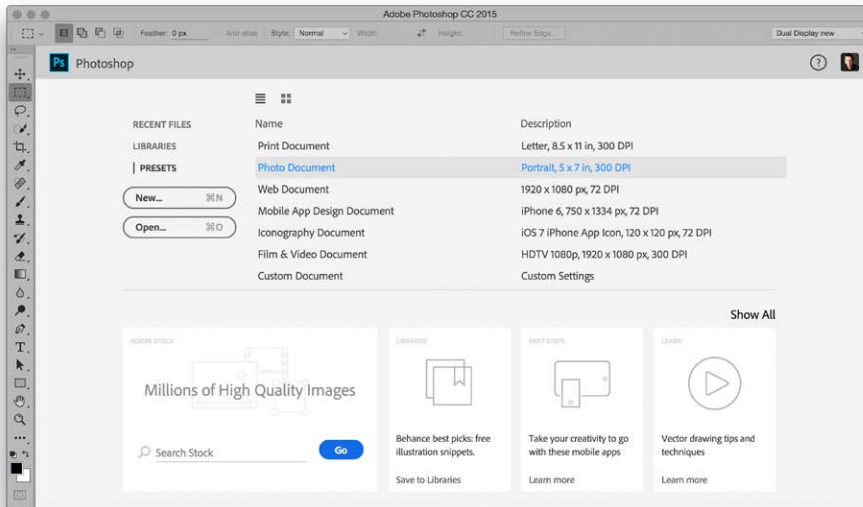 Adobe Photoshop CC 2015
Feather: 0 px Anti-alias Style: Normal Width: Height: Refine Edge... Dual Display new
Ps Photoshop
RECENT FILES
LIBRARIES
PRESETS
New... ⌘N
Open... ⌘O
Name Description
Print Document Letter, 8.5 x 11 in, 300 DPI
Photo Document Portrait, 5 x 7 in, 300 DPI
Web Document 1920 x 1080 px, 72 DPI
Mobile App Design Document iPhone 6, 750 x 1334 px, 72 DPI
Iconography Document iOS 7 iPhone App Icon, 120 x 120 px, 72 DPI
Film & Video Document HDTV 1080p, 1920 x 1080 px, 300 DPI
Custom Document Custom Settings
Show All
ADOBE STOCK
Millions of High Quality Images
Search Stock Go
LIBRARIES
Behance best picks: free
illustration snippets.
Save to Libraries
NEXT STEPS
Take your creativity to go
with these mobile apps
Learn more
LEARN
Vector drawing tips and
techniques
Learn more